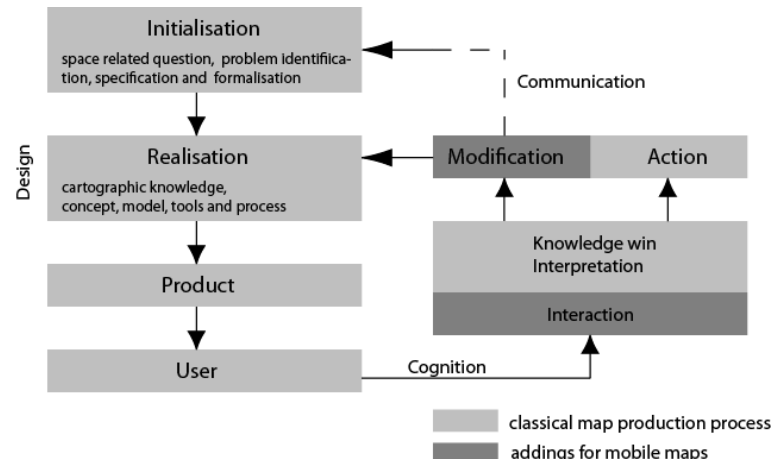 Initialisation
space related question, problem identifiica-
tion, specification and formalisation
Communication
Design
Realisation
cartographic knowledge,
concept, model, tools and process
Modification
Action
Knowledge win
Interpretation
Product
Interaction
User
Cognition
classical map production process
addings for mobile maps